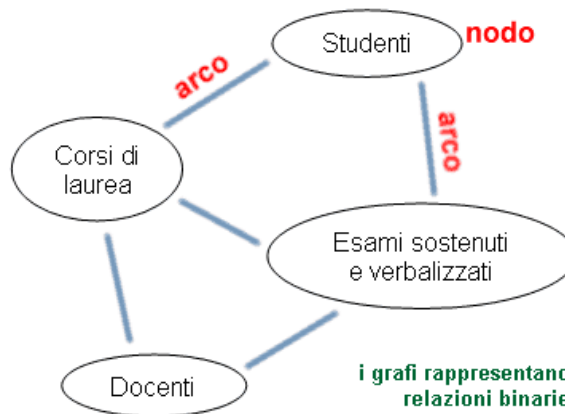 Studenti
nodo
arco
arco
Corsi di
laurea
Esami sostenuti
e verbalizzati
Docenti
i grafi rappresentano
relazioni binarie